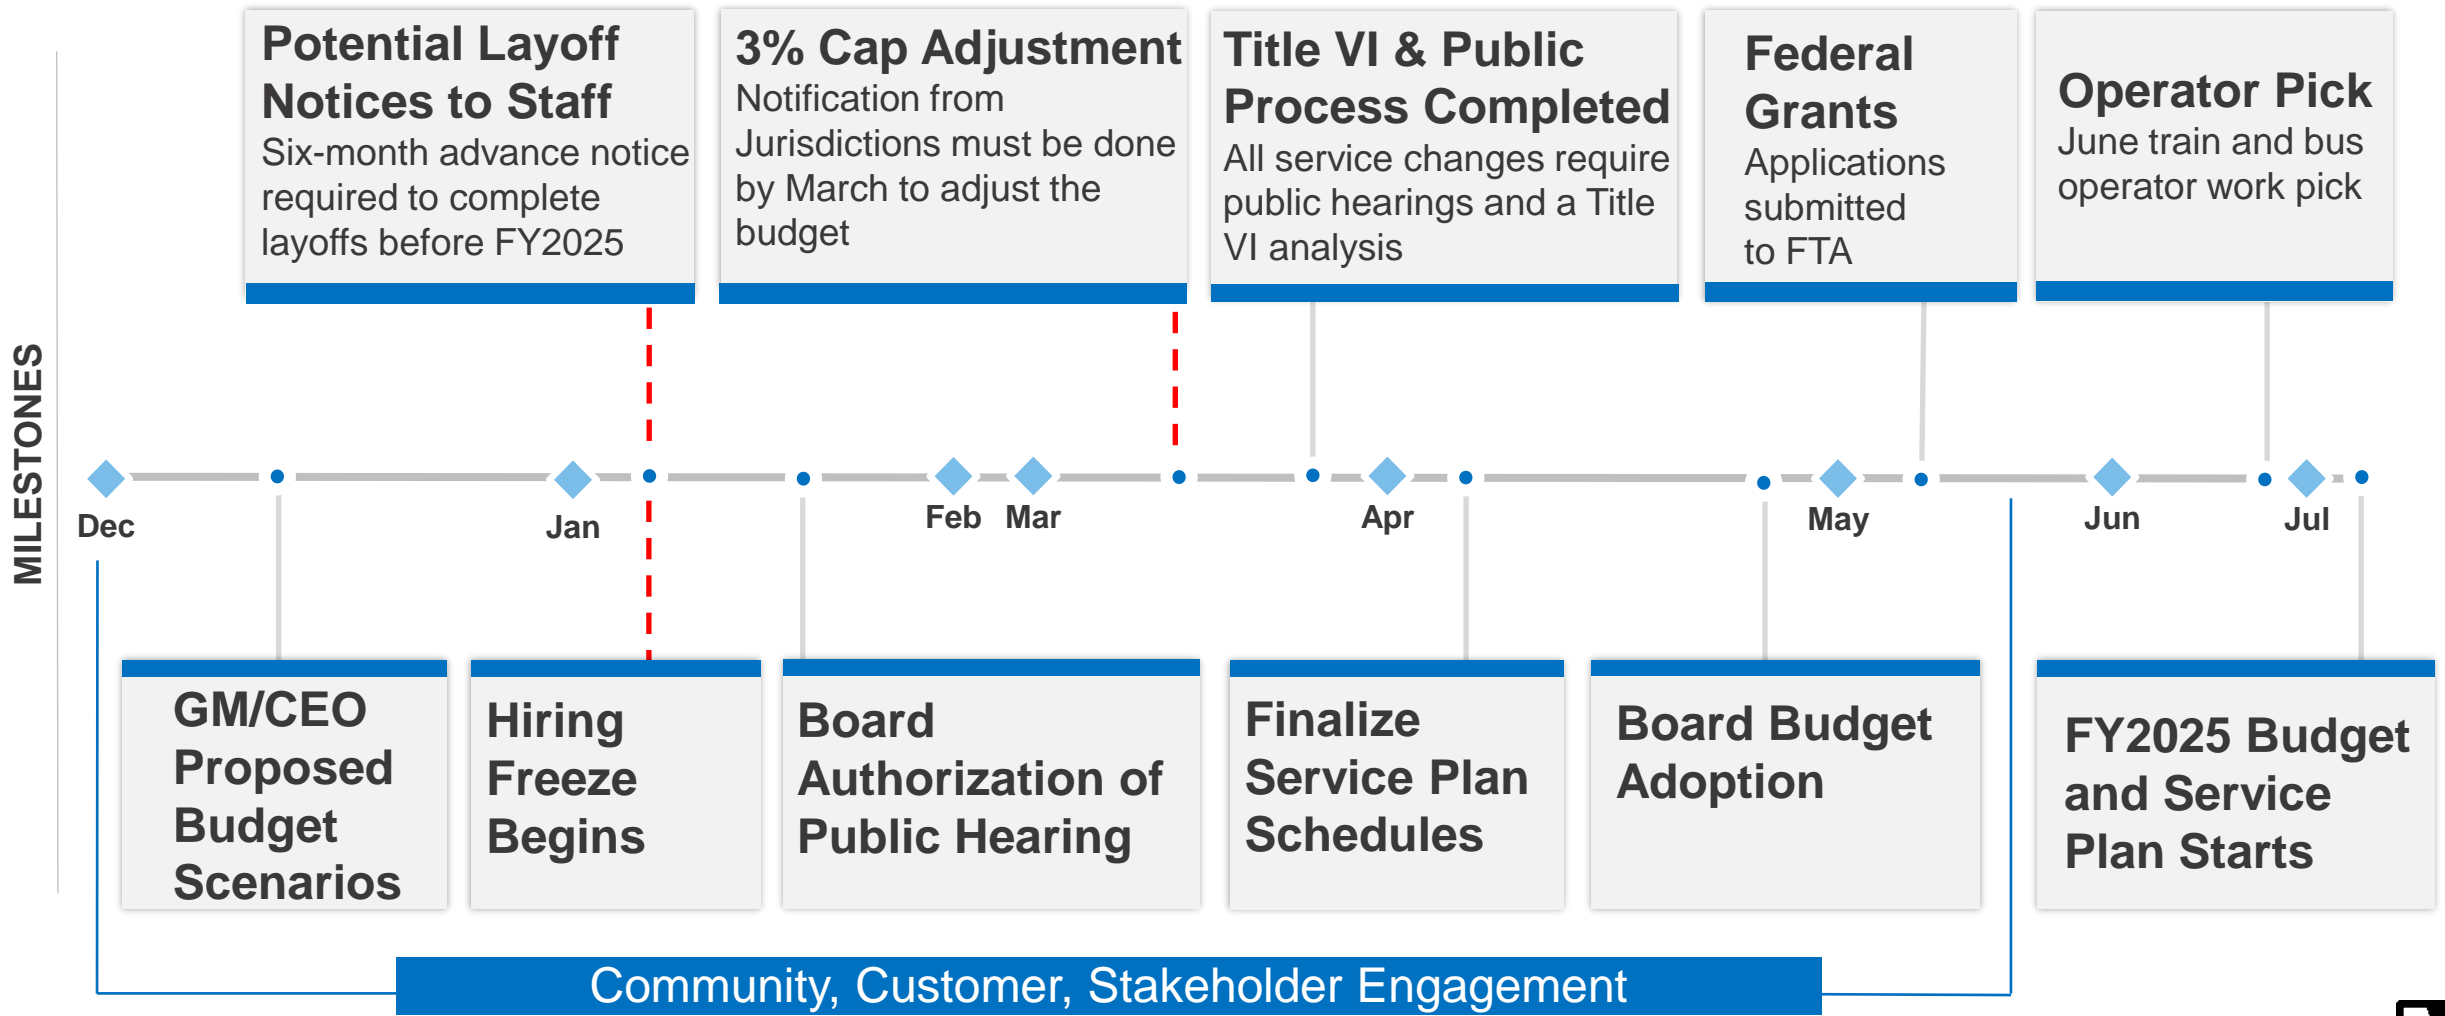 MILESTONES
Potential Layoff
Notices to Staff
Six-month advance notice
required to complete
layoffs before FY2025
3% Cap Adjustment
Notification from
Jurisdictions must be done
by March to adjust the
budget
Title VI & Public
Process Completed
All service changes require
public hearings and a Title
VI analysis
Federal
Grants
Applications
submitted
to FTA
Operator Pick
June train and bus
operator work pick
Dec
Jan
Feb
Mar
Apr
May
Jun
Jul
GM/CEO
Proposed
Budget
Scenarios
Hiring
Freeze
Begins
Board
Authorization of
Public Hearing
Finalize
Service Plan
Schedules
Board Budget
Adoption
FY2025 Budget
and Service
Plan Starts
Community, Customer, Stakeholder Engagement